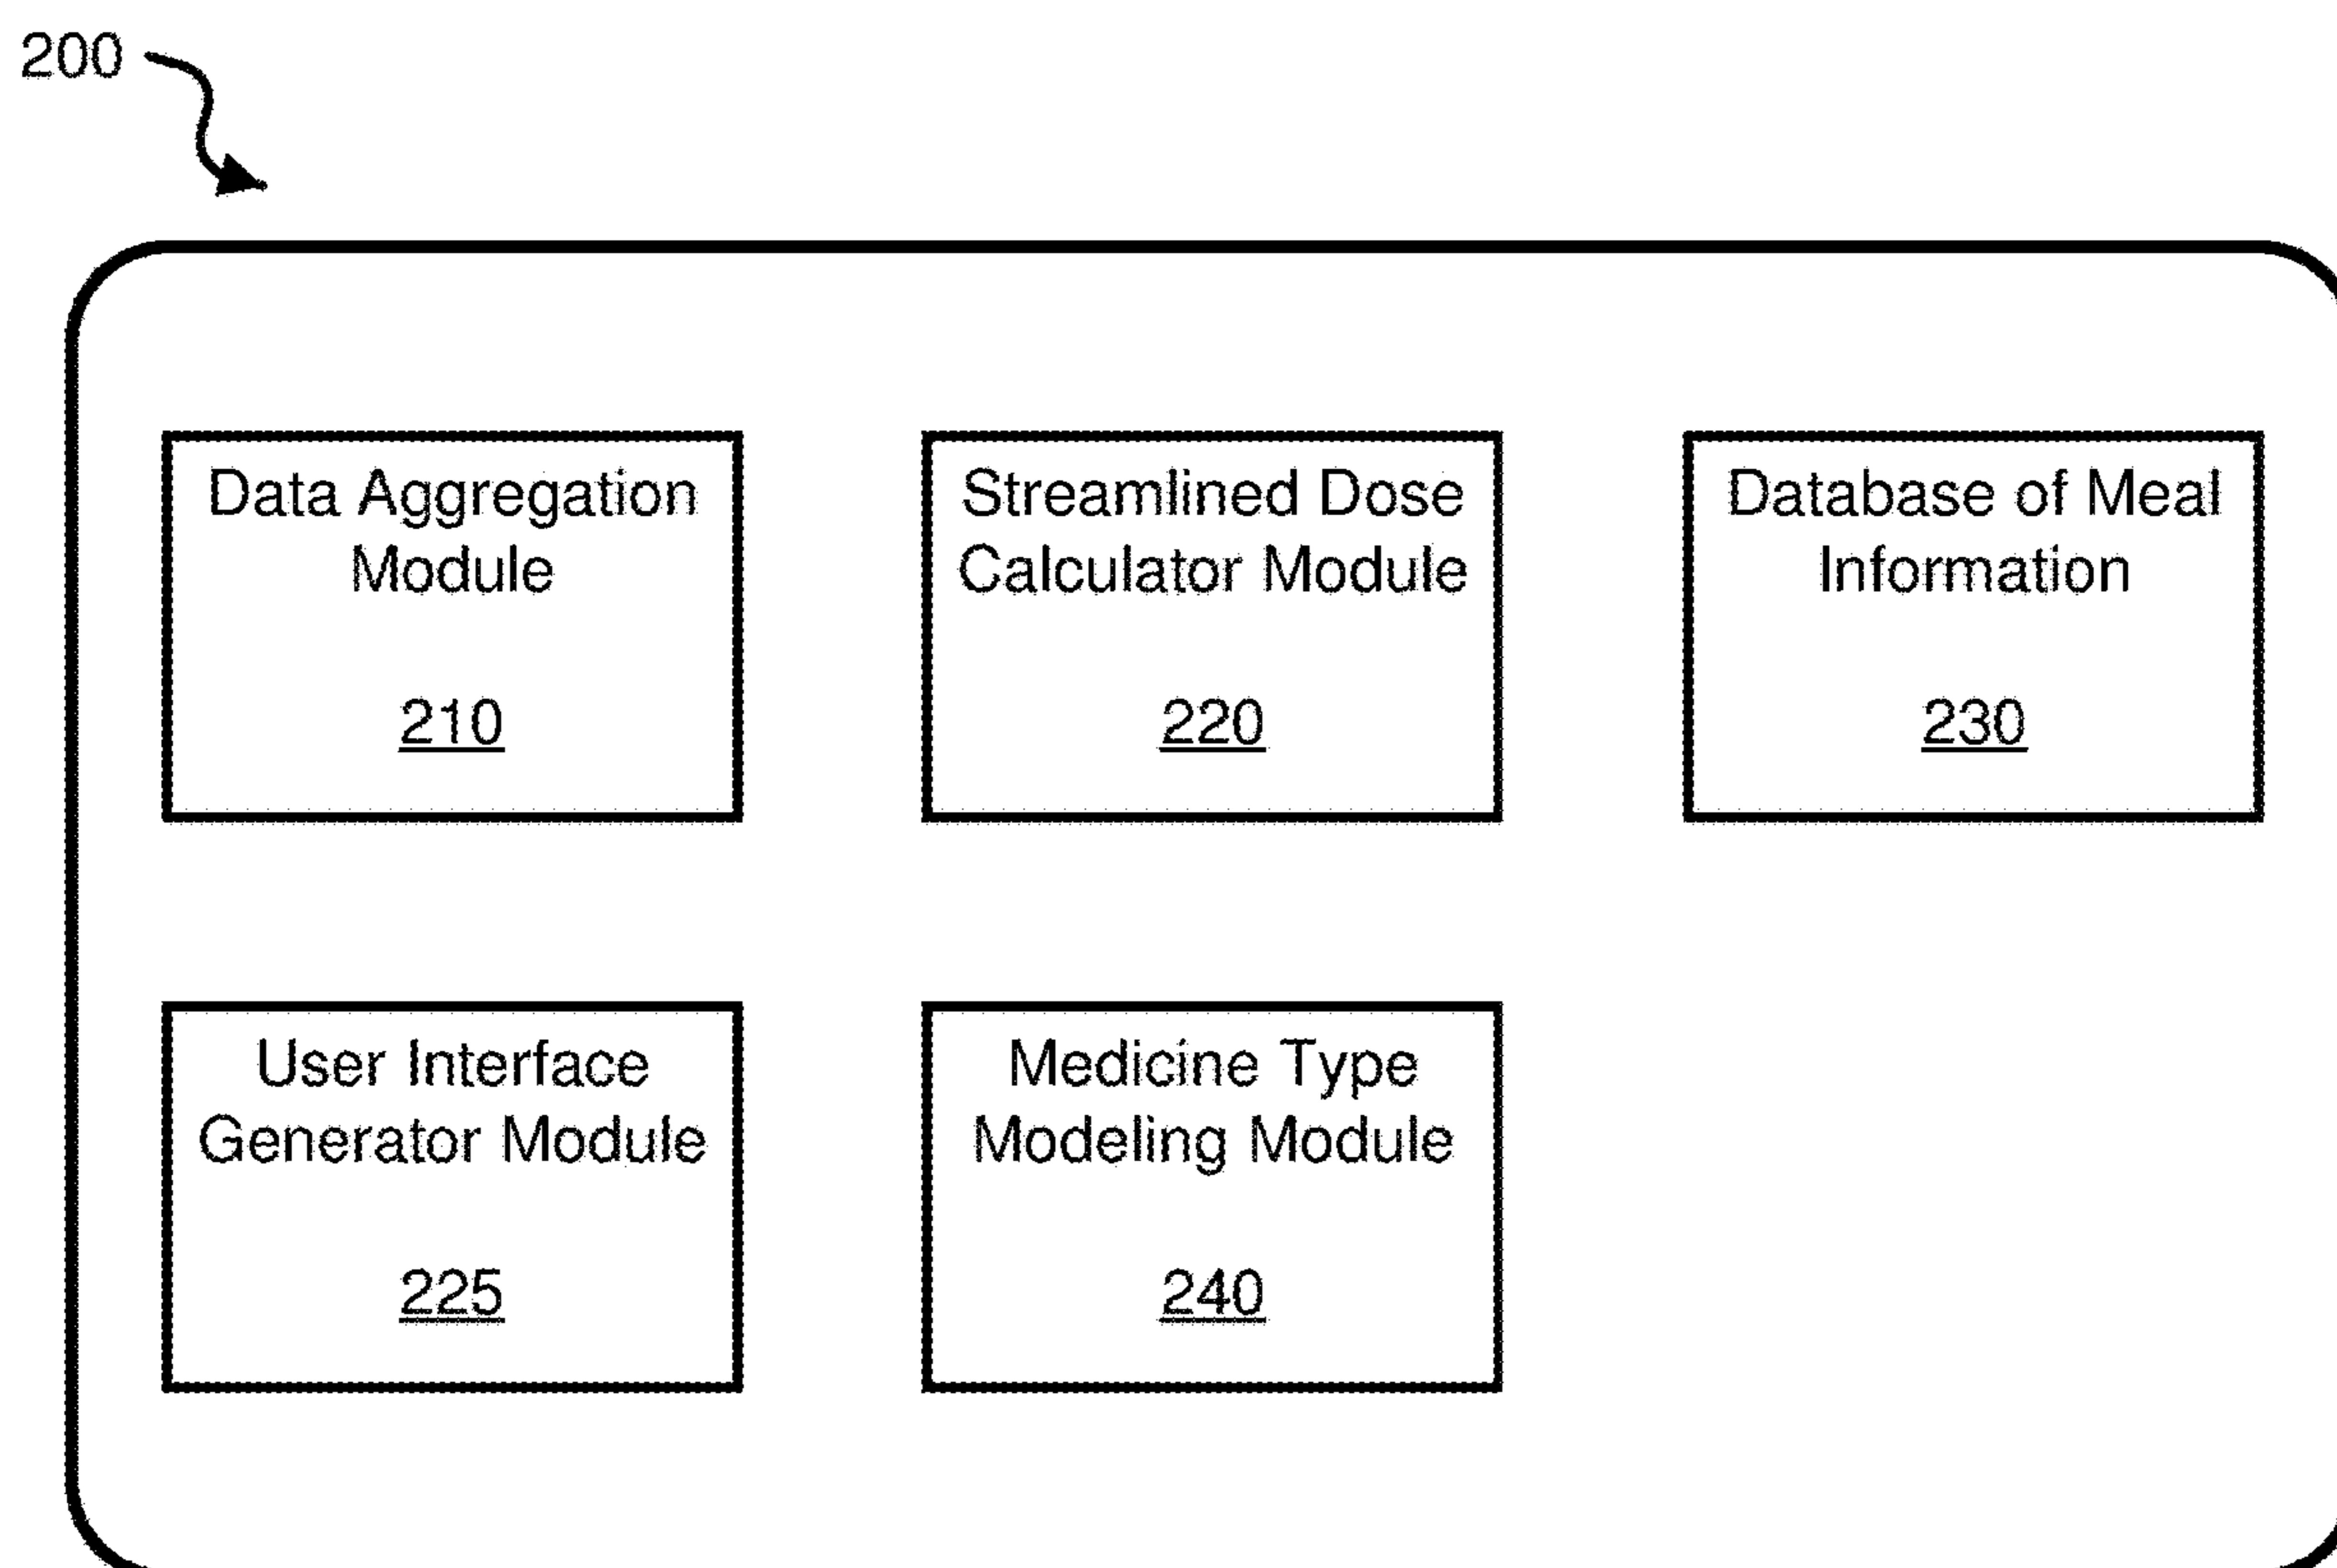 200
Data Aggregation
Module
210
Streamlined Dose
Calculator Module
220
Database of Meal
Information
230
User Interface
Generator Module
225
Medicine Type
Modeling Module
240